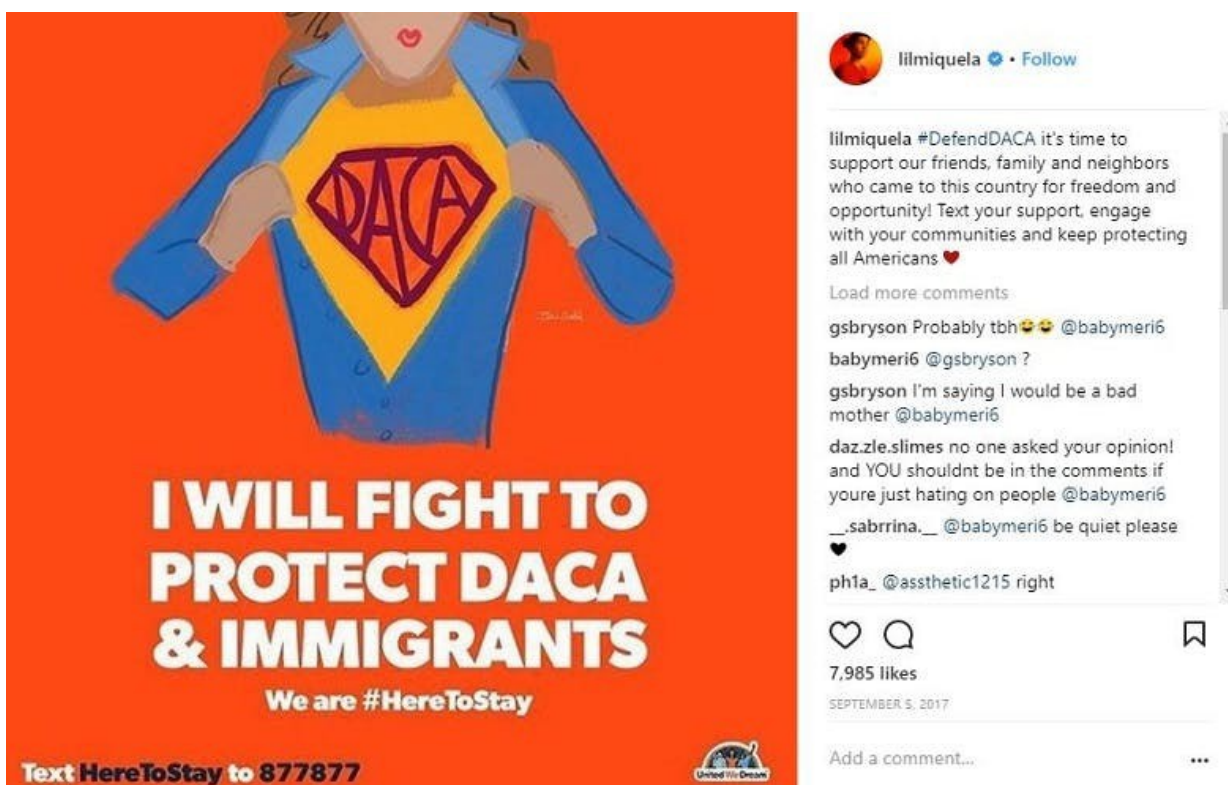 DACA
I WILL FIGHT TO
PROTECT DACA
& IMMIGRANTS
We are #HereToStay
Text HereToStay to 877877
United We Dream
lilmiquela • Follow
lilmiquela #DefendDACA it's time to
support our friends, family and neighbors
who came to this country for freedom and
opportunity! Text your support, engage
with your communities and keep protecting
all Americans ♥
Load more comments
gsbryson Probably tbh😂😂 @babymeri6
babymeri6 @gsbryson ?
gsbryson I'm saying I would be a bad
mother @babymeri6
daz.zle.slimes no one asked your opinion!
and YOU shouldnt be in the comments if
youre just hating on people @babymeri6
__.sabrrina.__ @babymeri6 be quiet please
♥
ph1a_ @assthetic1215 right
7,985 likes
SEPTEMBER 5, 2017
Add a comment...